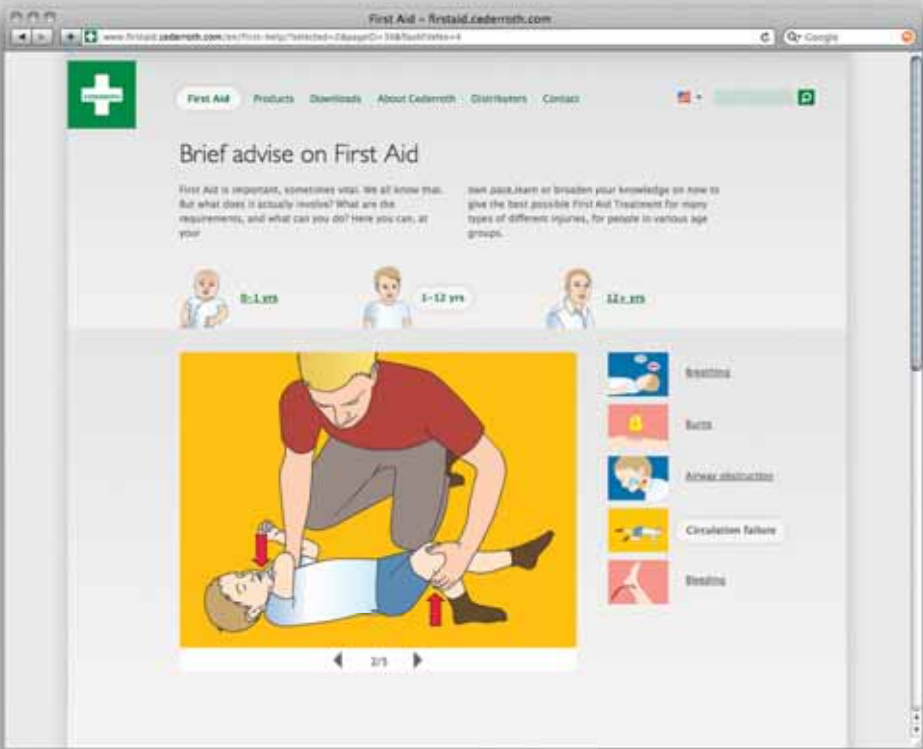 First Aid – firstaid.cederroth.com
Google
First Aid Products Downloads About Cederroth Distributors Contact
Brief advise on First Aid
First Aid is important, sometimes vital. We all know that.
But what does it actually involve? What are the
requirements, and what can you do? Here you can, at
your
own pace,learn or broaden your knowledge on how to
give the best possible First Aid Treatment for many
types of different injuries, for people in various age
groups.
0-1 yrs
1-12 yrs
12+ yrs
Breathing
Burns
Airway obstruction
Circulation failure
Bleeding
2/5